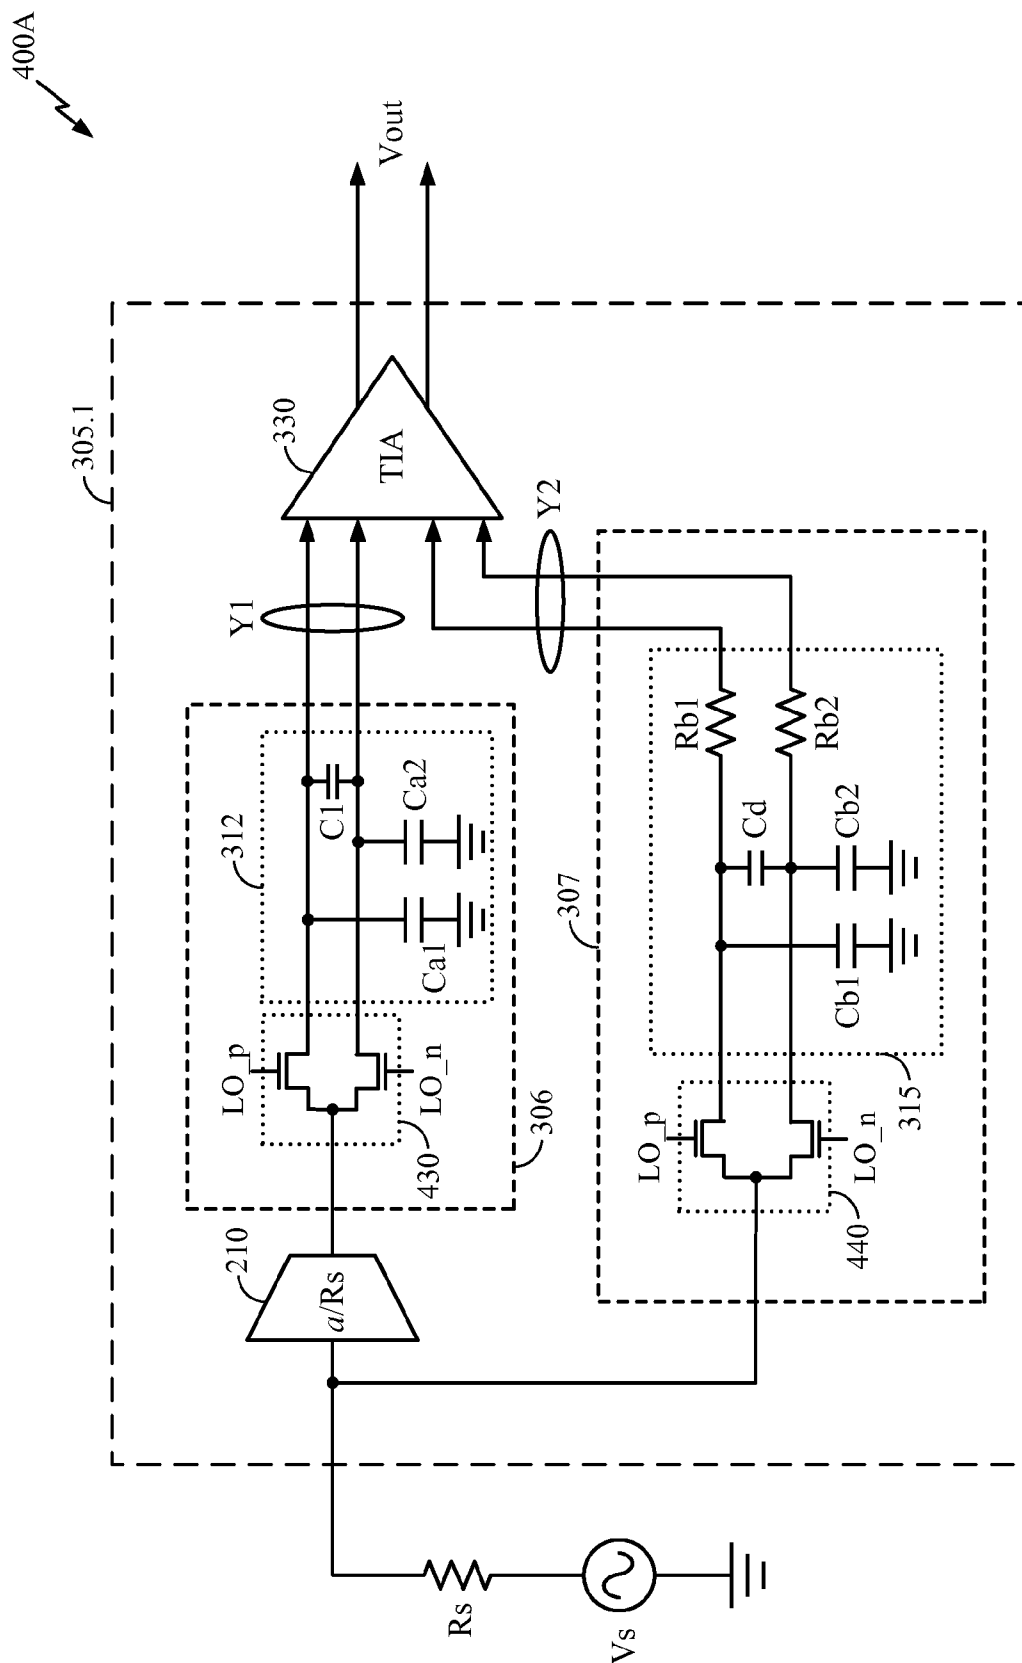 400A
305.1
Vout
330
TIA
Y1
Y2
312
C1
Ca2
Ca1
LO_p
LO_n
430
306
210
a/Rs
307
Rb1
Rb2
Cd
Cb2
Cb1
315
LO_p
LO_n
440
Rs
Vs